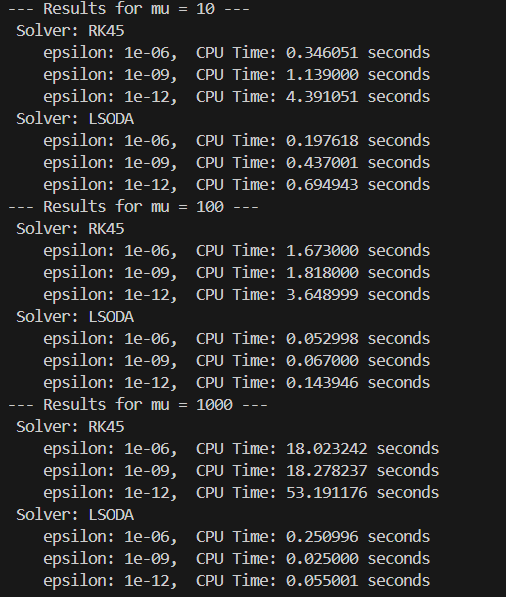 --- Results for mu = 10 ---
Solver: RK45
epsilon: 1e-06, CPU Time: 0.346051 seconds
epsilon: 1e-09, CPU Time: 1.139000 seconds
epsilon: 1e-12, CPU Time: 4.391051 seconds
Solver: LSODA
epsilon: 1e-06, CPU Time: 0.197618 seconds
epsilon: 1e-09, CPU Time: 0.437001 seconds
epsilon: 1e-12, CPU Time: 0.694943 seconds
--- Results for mu = 100 ---
Solver: RK45
epsilon: 1e-06, CPU Time: 1.673000 seconds
epsilon: 1e-09, CPU Time: 1.818000 seconds
epsilon: 1e-12, CPU Time: 3.648999 seconds
Solver: LSODA
epsilon: 1e-06, CPU Time: 0.052998 seconds
epsilon: 1e-09, CPU Time: 0.067000 seconds
epsilon: 1e-12, CPU Time: 0.143946 seconds
--- Results for mu = 1000 ---
Solver: RK45
epsilon: 1e-06, CPU Time: 18.023242 seconds
epsilon: 1e-09, CPU Time: 18.278237 seconds
epsilon: 1e-12, CPU Time: 53.191176 seconds
Solver: LSODA
epsilon: 1e-06, CPU Time: 0.250996 seconds
epsilon: 1e-09, CPU Time: 0.025000 seconds
epsilon: 1e-12, CPU Time: 0.055001 seconds